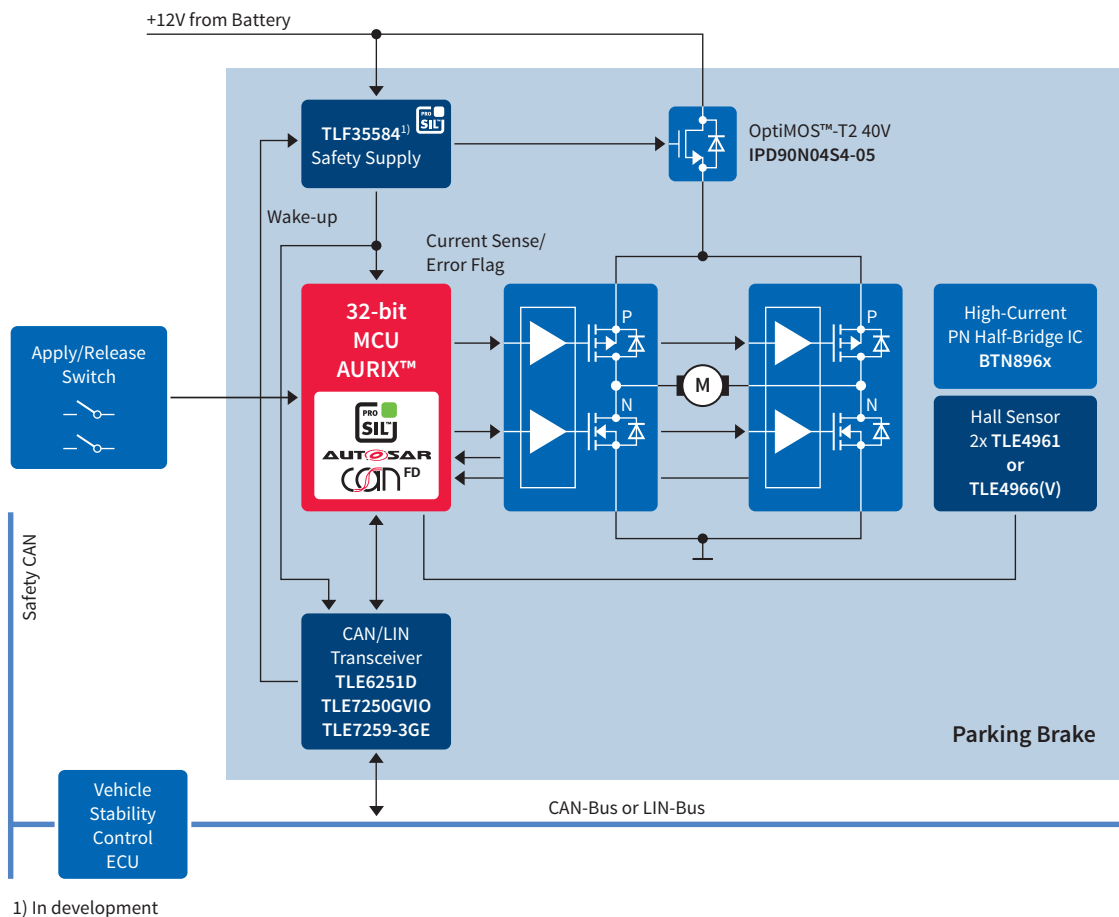 +12V from Battery
TLF35584¹⁾
Safety Supply
PRO
SIL
OptiMOS™-T2 40V
IPD90N04S4-05
Wake-up
Current Sense/
Error Flag
Apply/Release
Switch
32-bit
MCU
AURIX™
PRO
SIL
AUTOSAR
CAN FD
P
N
M
P
N
High-Current
PN Half-Bridge IC
BTN896x
Hall Sensor
2x TLE4961
or
TLE4966(V)
Safety CAN
CAN/LIN
Transceiver
TLE6251D
TLE7250GVIO
TLE7259-3GE
Parking Brake
Vehicle
Stability
Control
ECU
CAN-Bus or LIN-Bus
1) In development